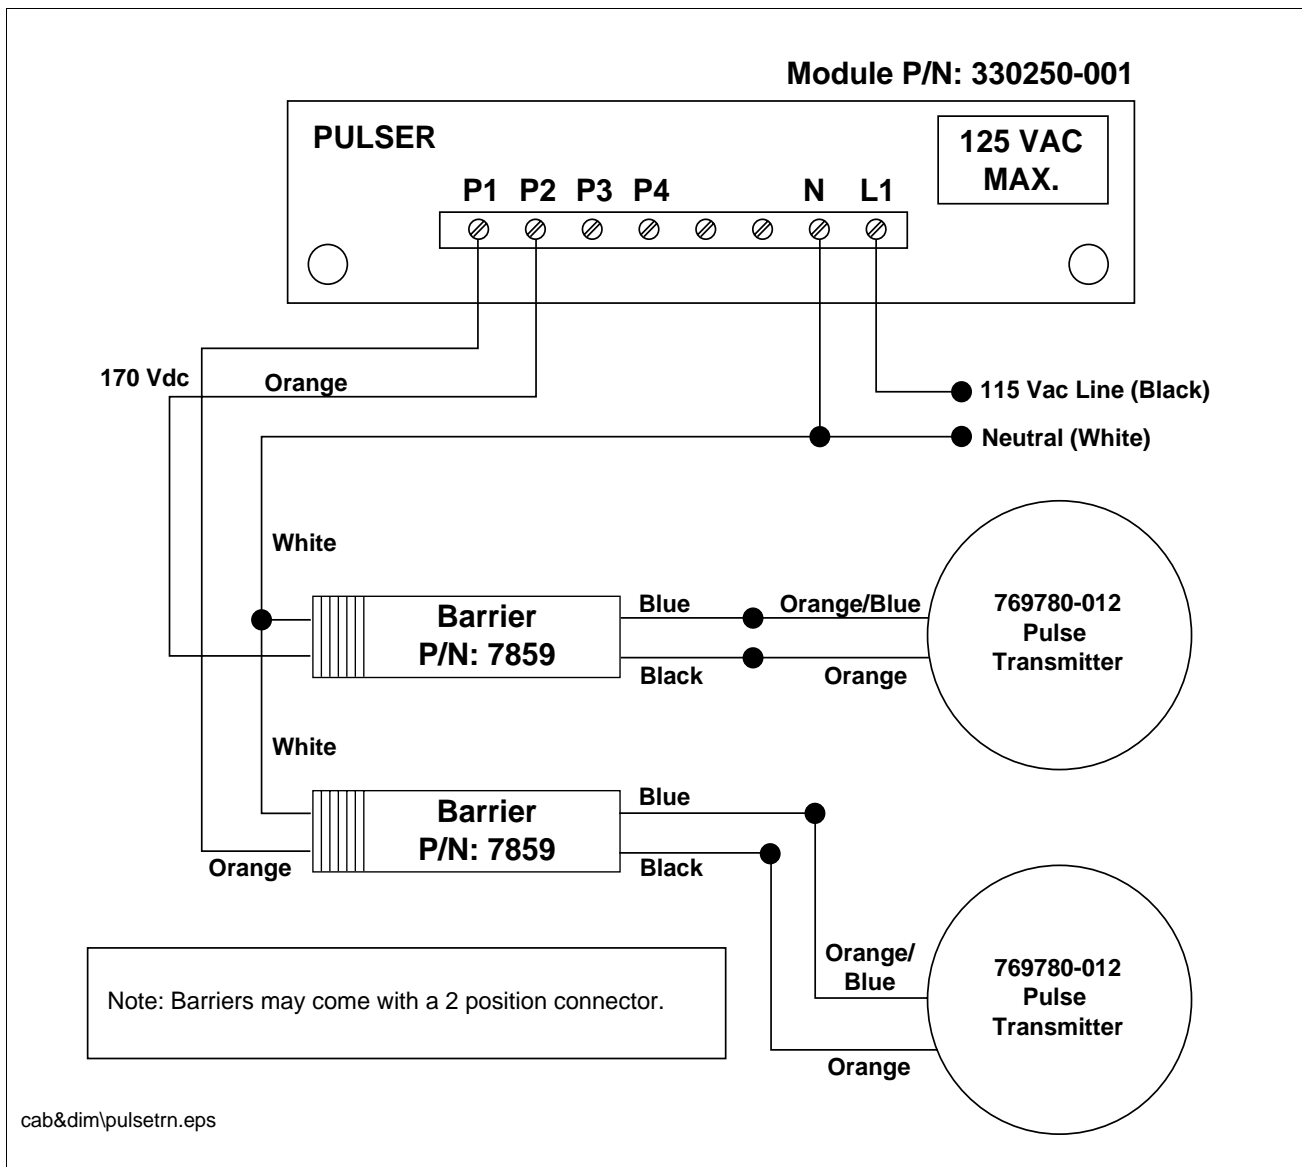 Module P/N: 330250-001
PULSER
125 VAC
MAX.
P1 P2 P3 P4 N L1
170 Vdc
Orange
115 Vac Line (Black)
Neutral (White)
White
Barrier
P/N: 7859
Blue
Orange/Blue
Black
Orange
769780-012
Pulse
Transmitter
White
Barrier
P/N: 7859
Blue
Black
Orange
Orange/
Blue
Orange
769780-012
Pulse
Transmitter
Note: Barriers may come with a 2 position connector.
cab&dim\pulsetrn.eps